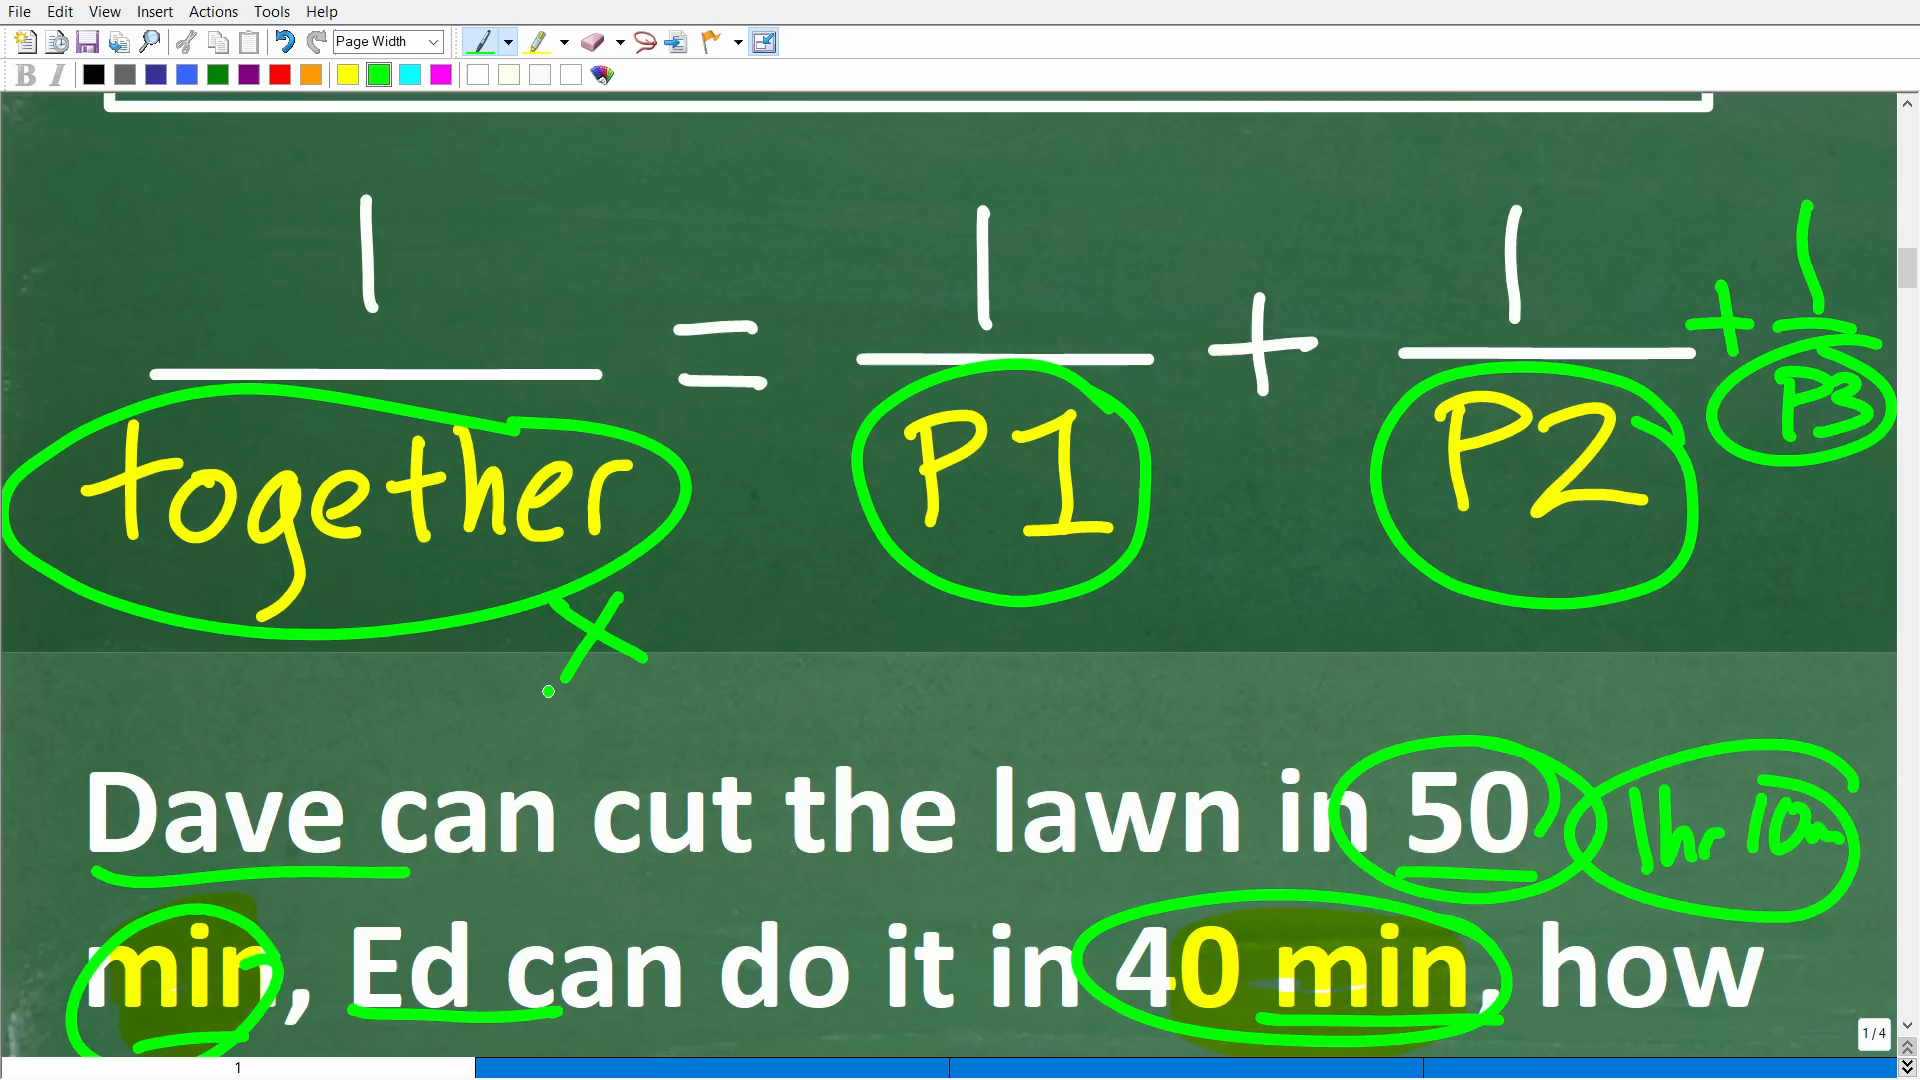 File Edit View Insert Actions Tools Help
Page Width
B I
1 = 1 + 1 + 1
together P1 P2 P3
x
Dave can cut the lawn in 50 1hr 10m
min, Ed can do it in 40 min, how
1 / 4
1